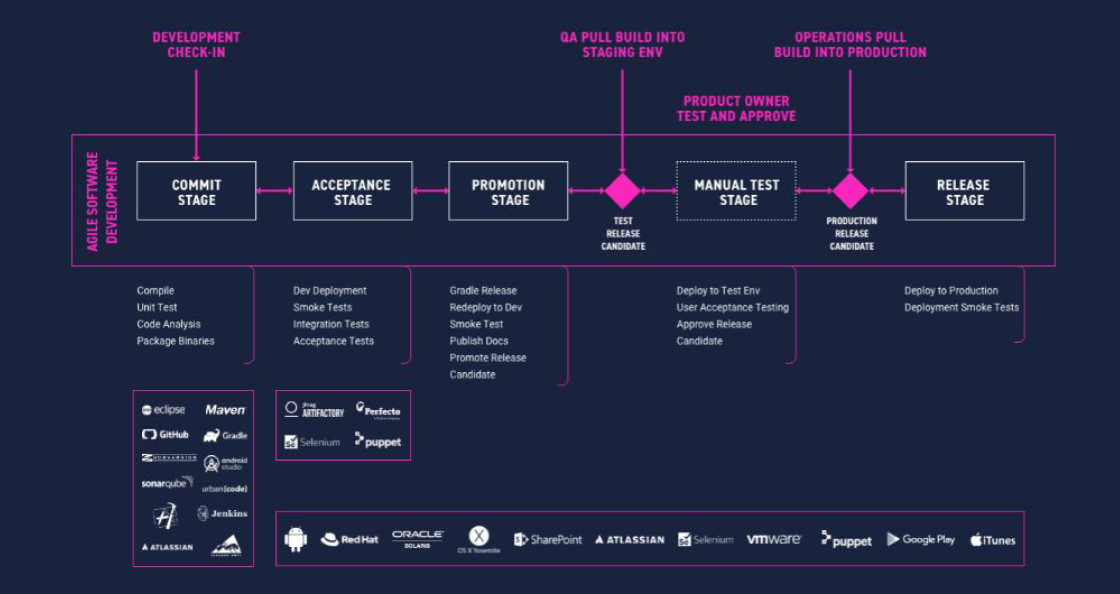 DEVELOPMENT
CHECK-IN
QA PULL BUILD INTO
STAGING ENV
OPERATIONS PULL
BUILD INTO PRODUCTION
PRODUCT OWNER
TEST AND APPROVE
AGILE SOFTWARE
DEVELOPMENT
COMMIT
STAGE
ACCEPTANCE
STAGE
PROMOTION
STAGE
TEST
RELEASE
CANDIDATE
MANUAL TEST
STAGE
PRODUCTION
RELEASE
CANDIDATE
RELEASE
STAGE
Compile
Unit Test
Code Analysis
Package Binaries
Dev Deployment
Smoke Tests
Integration Tests
Acceptance Tests
Gradle Release
Redeploy to Dev
Smoke Test
Publish Docs
Promote Release
Candidate
Deploy to Test Env
User Acceptance Testing
Approve Release
Candidate
Deploy to Production
Deployment Smoke Tests
eclipse
Maven
GitHub
Gradle
SUBVERSION
android
studio
sonarqube
urban{code}
Jenkins
ATLASSIAN
jFrog
ARTIFACTORY
Perfecto
Se Selenium
puppet
RedHat
ORACLE
SOLARIS
X
OS X Yosemite
SharePoint
ATLASSIAN
Se Selenium
vmware
puppet
Google Play
iTunes